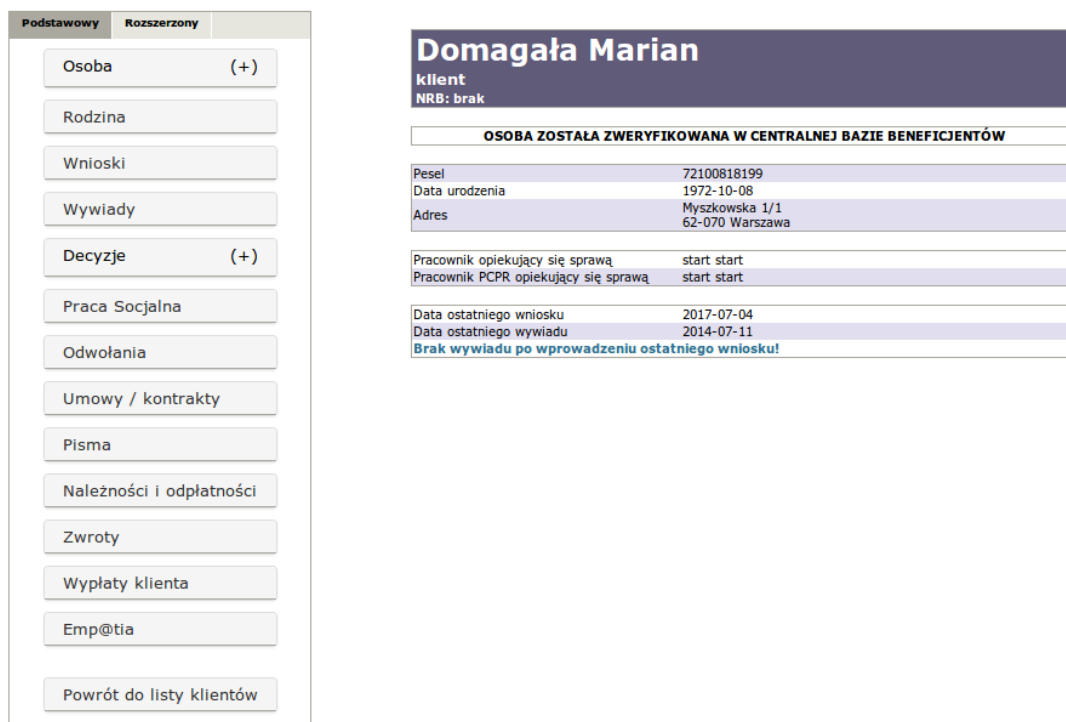 Podstawowy Rozszerzony
Osoba (+)
Rodzina
Wnioski
Wywiady
Decyzje (+)
Praca Socjalna
Odwołania
Umowy / kontrakty
Pisma
Należności i odpłatności
Zwroty
Wypłaty klienta
Emp@tia
Powrót do listy klientów
Domagała Marian
klient
NRB: brak
OSOBA ZOSTAŁA ZWERYFIKOWANA W CENTRALNEJ BAZIE BENEFICJENTÓW
Pesel 72100818199
Data urodzenia 1972-10-08
Adres Myszkowska 1/1
62-070 Warszawa
Pracownik opiekujący się sprawą start start
Pracownik PCPR opiekujący się sprawą start start
Data ostatniego wniosku 2017-07-04
Data ostatniego wywiadu 2014-07-11
Brak wywiadu po wprowadzeniu ostatniego wniosku!